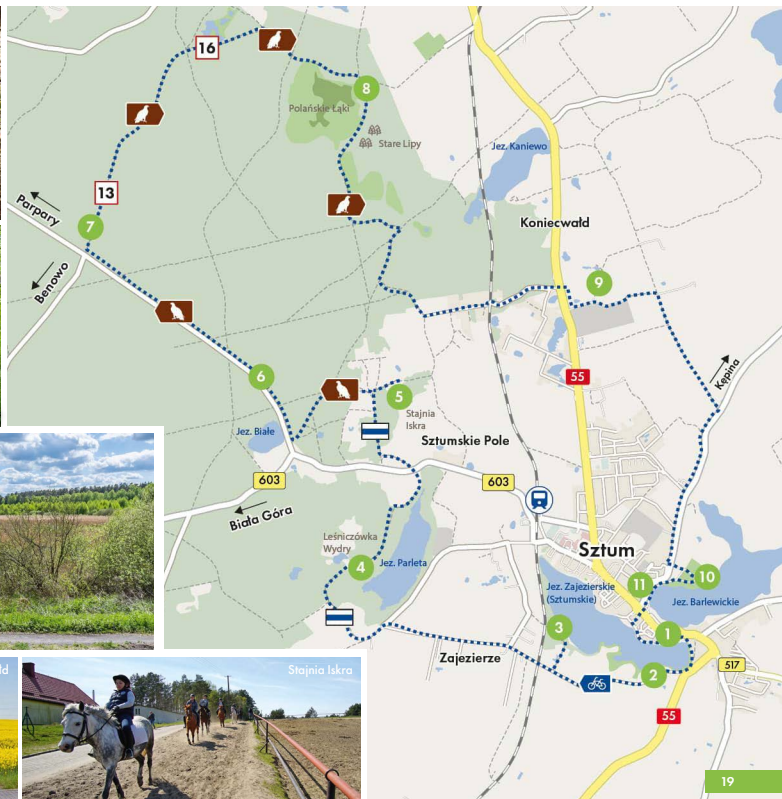 16
8
Polańskie Łąki
Stare Lipy
Jez. Kaniewo
13
Parpary
7
Koniecwałd
Benowo
9
55
Kępina
6
5
Stajnia
Iskra
Jez. Białe
Sztumskie Pole
603
603
Biała Góra
Leśniczówka
Wydry
4
Jez. Parleta
Sztum
Jez. Zajezierskie
(Sztumskie)
11
10
Jez. Barlewickie
3
1
Zajezierze
2
517
55
Stajnia Iskra
19